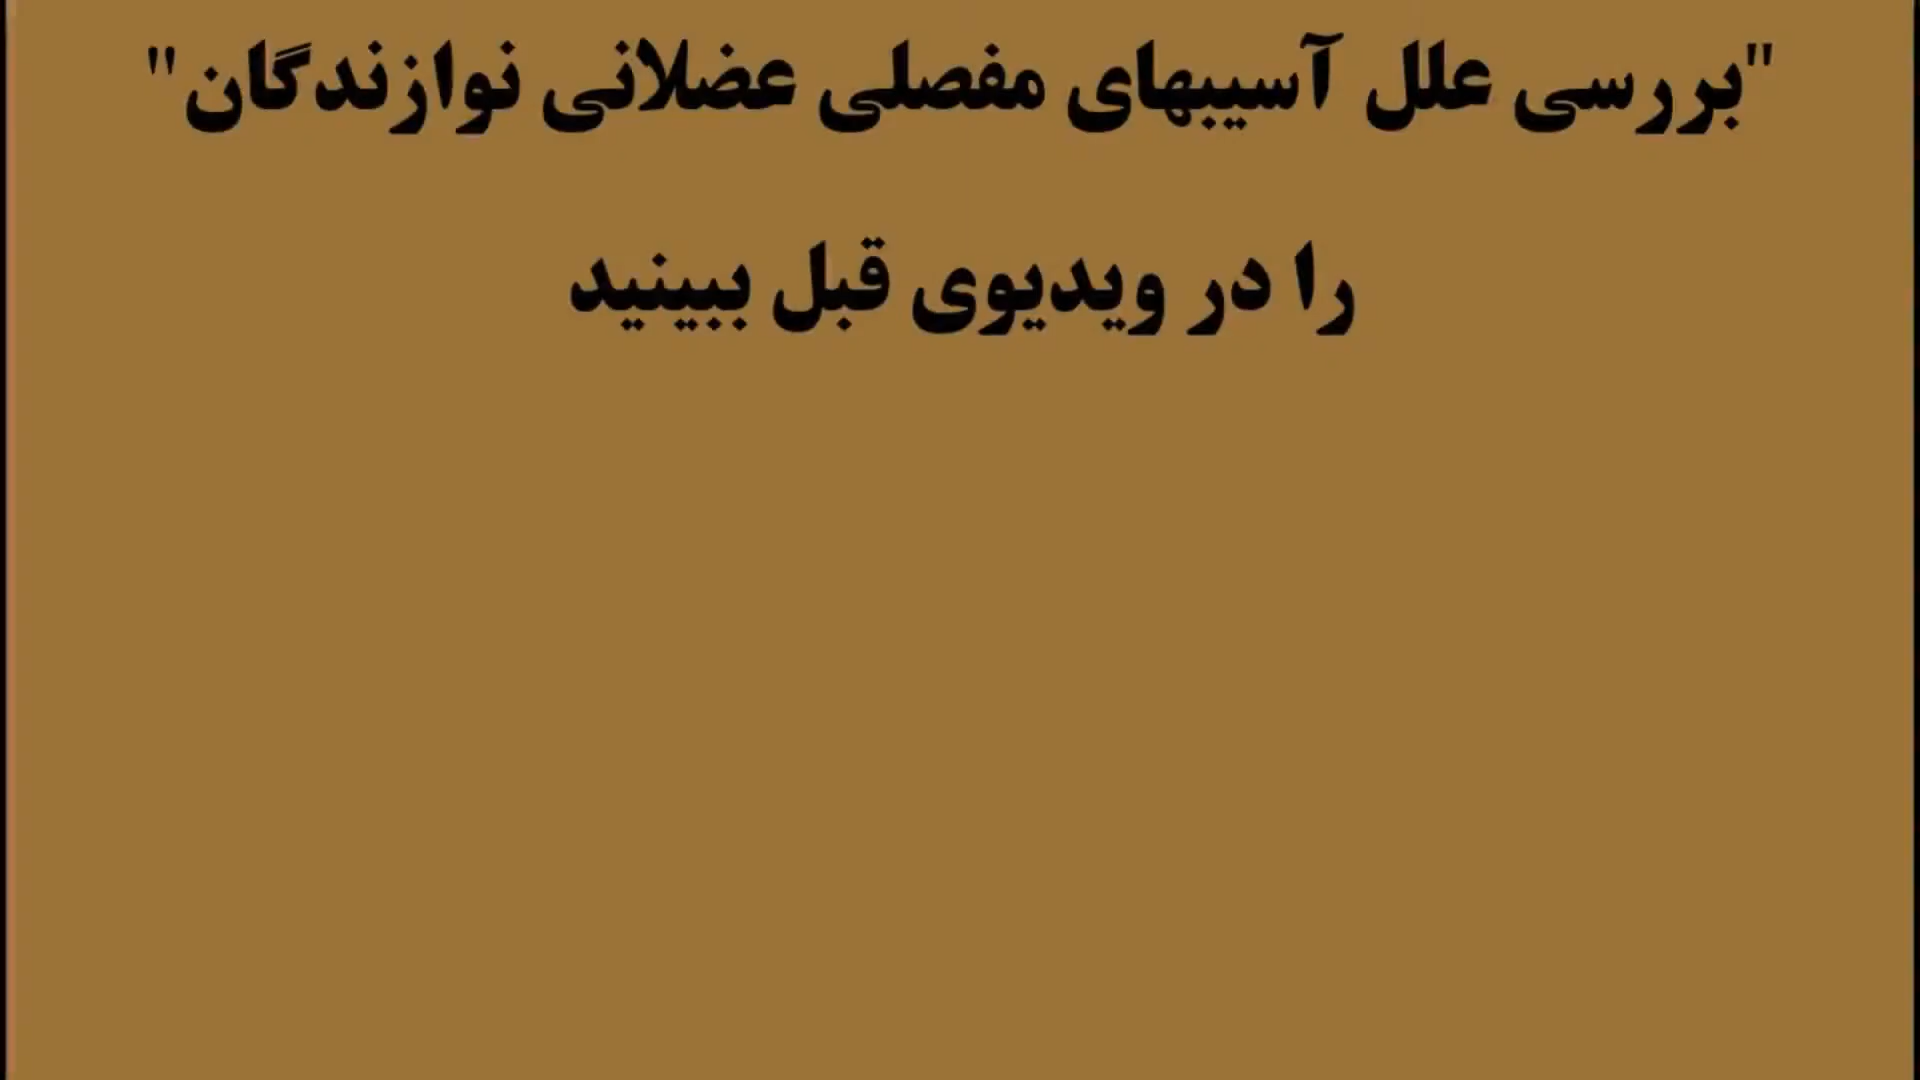 "بررسی علل آسیبهای مفصلی عضلانی نوازندگان"
را در ویدیوی قبل ببینید